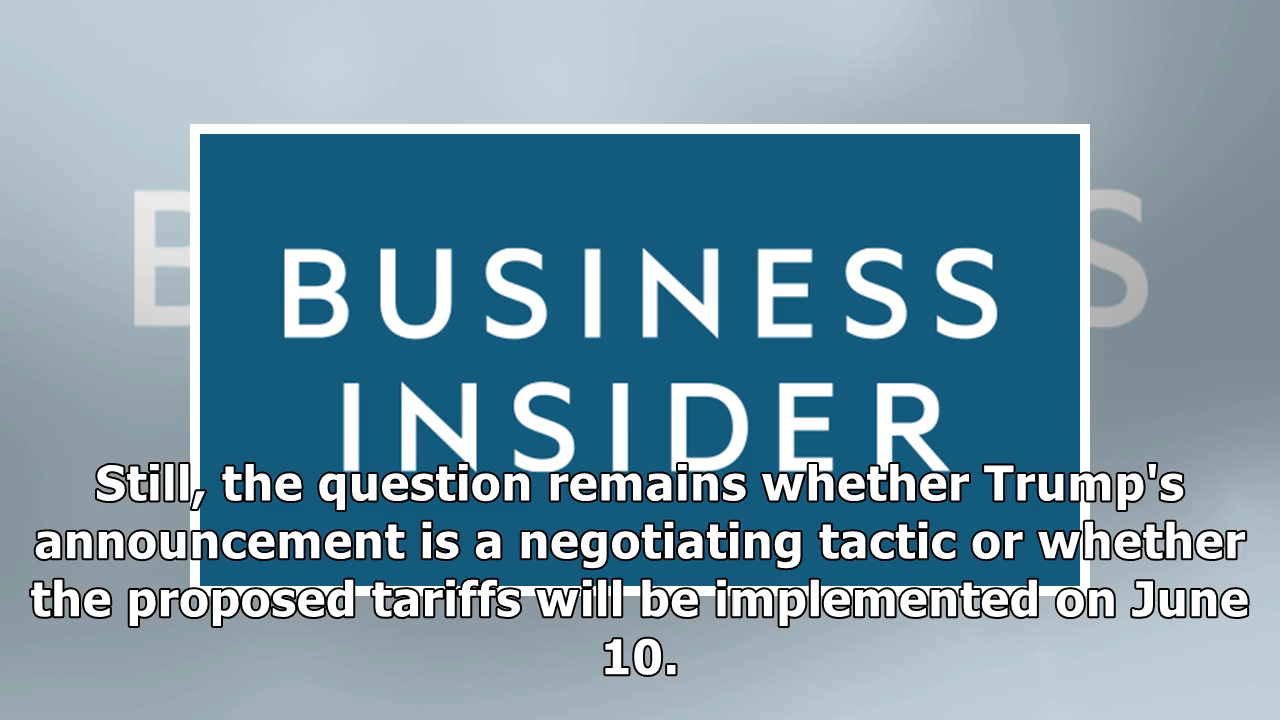 BUSINESS
INSIDER
Still, the question remains whether Trump's
announcement is a negotiating tactic or whether
the proposed tariffs will be implemented on June
10.